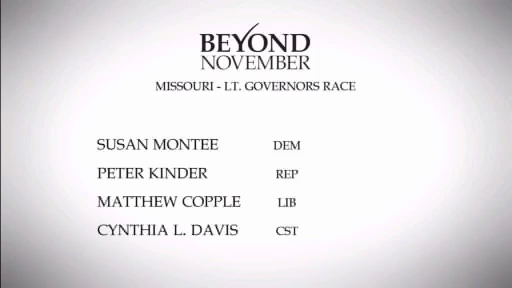 BEYOND
NOVEMBER
MISSOURI - LT. GOVERNORS RACE
SUSAN MONTEE DEM
PETER KINDER REP
MATTHEW COPPLE LIB
CYNTHIA L. DAVIS CST